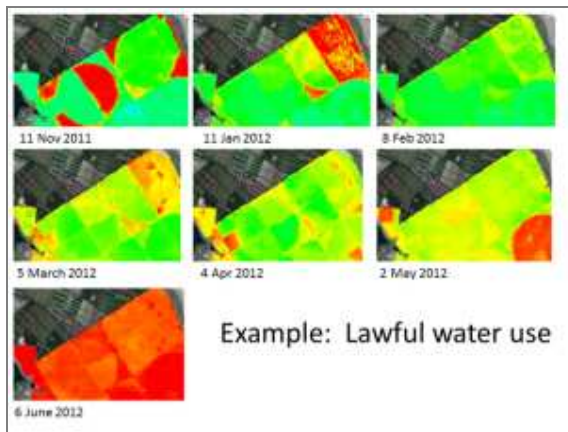 11 Nov 2011
11 Jan 2012
8 Feb 2012
5 March 2012
4 Apr 2012
2 May 2012
Example: Lawful water use
6 June 2012